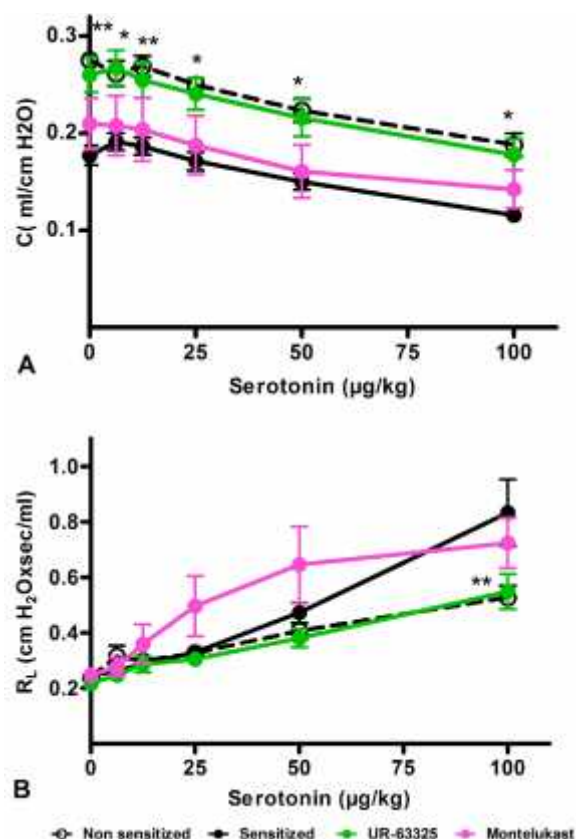 ** * ** * * *
0.3
0.2
0.1
C( ml/cm H2O)
0 25 50 75 100
A
Serotonin (µg/kg)
1.0
0.8
0.6
0.4
0.2
R_L (cm H₂Oxsec/ml)
**
0 25 50 75 100
B
Serotonin (µg/kg)
Non sensitized Sensitized UR-63325 Montelukast